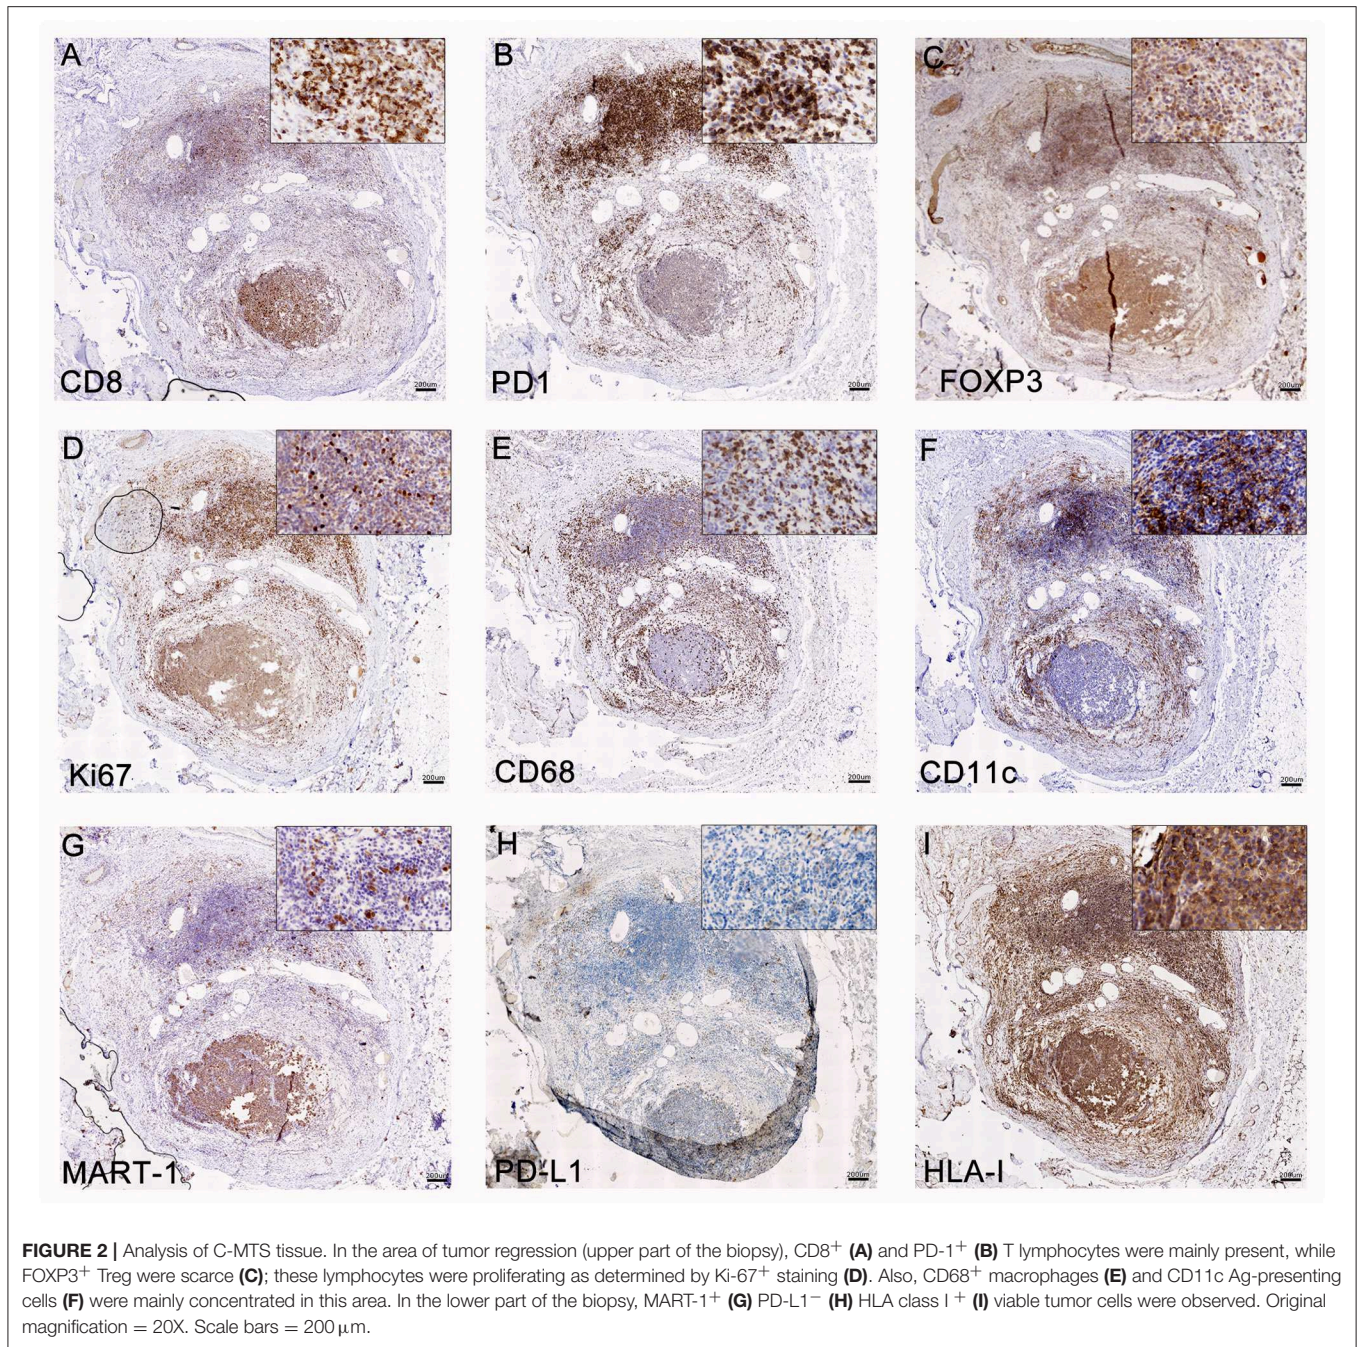 A
CD8
200um
B
PD1
200um
C
FOXP3
200um
D
Ki67
200um
E
CD68
200um
F
CD11c
200um
G
MART-1
200um
H
PD-L1
200um
I
HLA-I
200um
FIGURE 2 | Analysis of C-MTS tissue. In the area of tumor regression (upper part of the biopsy), CD8⁺ (A) and PD-1⁺ (B) T lymphocytes were mainly present, while
FOXP3⁺ Treg were scarce (C); these lymphocytes were proliferating as determined by Ki-67⁺ staining (D). Also, CD68⁺ macrophages (E) and CD11c Ag-presenting
cells (F) were mainly concentrated in this area. In the lower part of the biopsy, MART-1⁺ (G) PD-L1⁻ (H) HLA class I ⁺ (I) viable tumor cells were observed. Original
magnification = 20X. Scale bars = 200 μm.